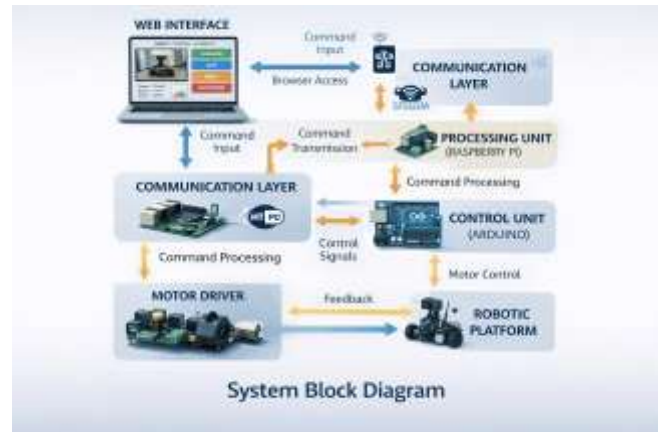 WEB INTERFACE
Command
Input
Browser Access
COMMUNICATION
LAYER
Command
Input
Command
Transmission
PROCESSING UNIT
(RASPBERRY PI)
Command Processing
COMMUNICATION LAYER
CONTROL UNIT
(ARDUINO)
Control
Signals
Command Processing
Motor Control
MOTOR DRIVER
Feedback
ROBOTIC
PLATFORM
System Block Diagram